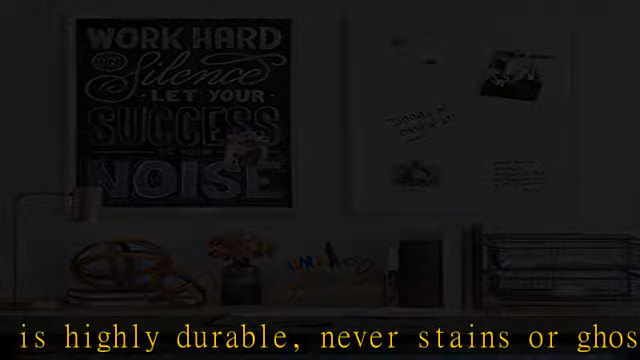 WORK HARD
IN
Silence
LET YOUR
SUCCESS
NOISE
is highly durable, never stains or ghos